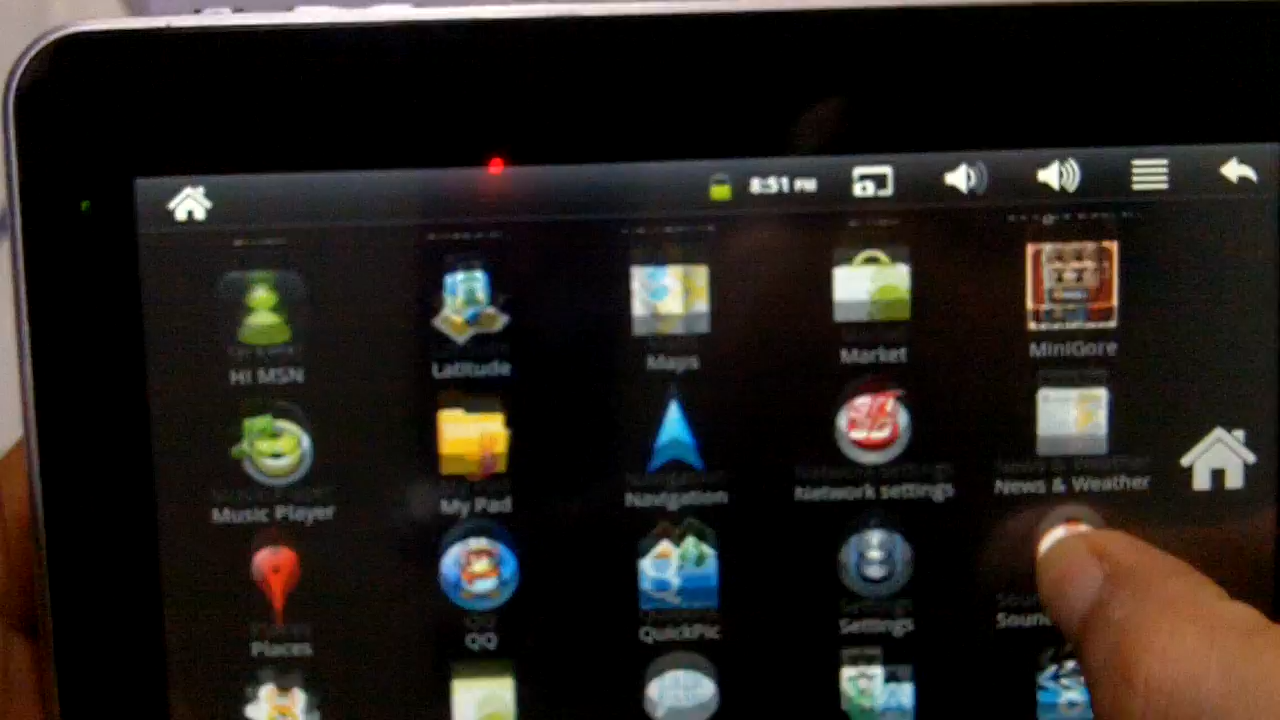 8:51 PM
HI MSN
Latitude
Maps
Market
MiniGore
Music Player
My Pad
Navigation
Network settings
News & Weather
Places
QQ
QuickPic
Settings